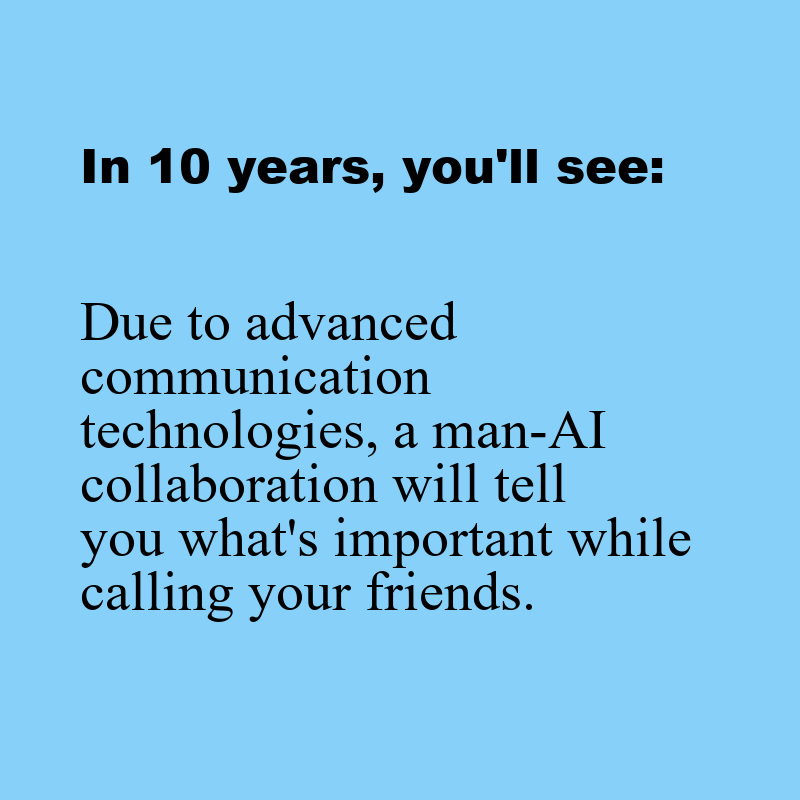 In 10 years, you'll see:
Due to advanced
communication
technologies, a man-AI
collaboration will tell
you what's important while
calling your friends.